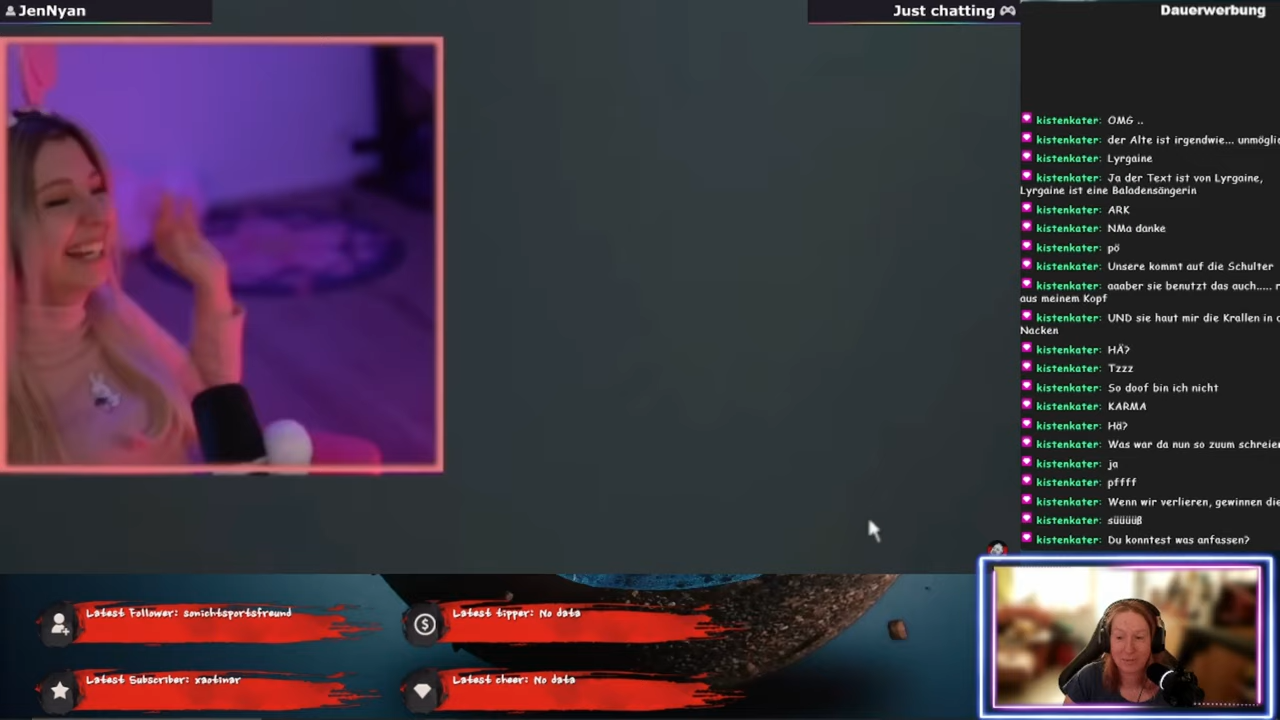 JenNyan
Just chatting
Dauerwerbung
kistenkater: OMG ..
kistenkater: der Alte ist irgendwie...
kistenkater: Lyrgaine
kistenkater: Ja der Text ist von Lyrgaine,
Lyrgaine ist eine Baladensängerin
kistenkater: ARK
kistenkater: NMa danke
kistenkater: pö
kistenkater: Unsere kommt auf die Schulter
kistenkater: aaaber sie benutzt das auch.....
aus meinem Kopf
kistenkater: UND sie haut mir die Krallen in
Nacken
kistenkater: HÄ?
kistenkater: Tzzz
kistenkater: So doof bin ich nicht
kistenkater: KARMA
kistenkater: Hä?
kistenkater: Was war da nun so zuum
kistenkater: ja
kistenkater: pffff
kistenkater: Wenn wir verlieren, gewinnen die
kistenkater: süüüüß
kistenkater: Du konntest was anfassen?
Latest Follower: sonichtsportsfreund
Latest tipper: No data
Latest Subscriber: xaotinar
Latest cheer: No data